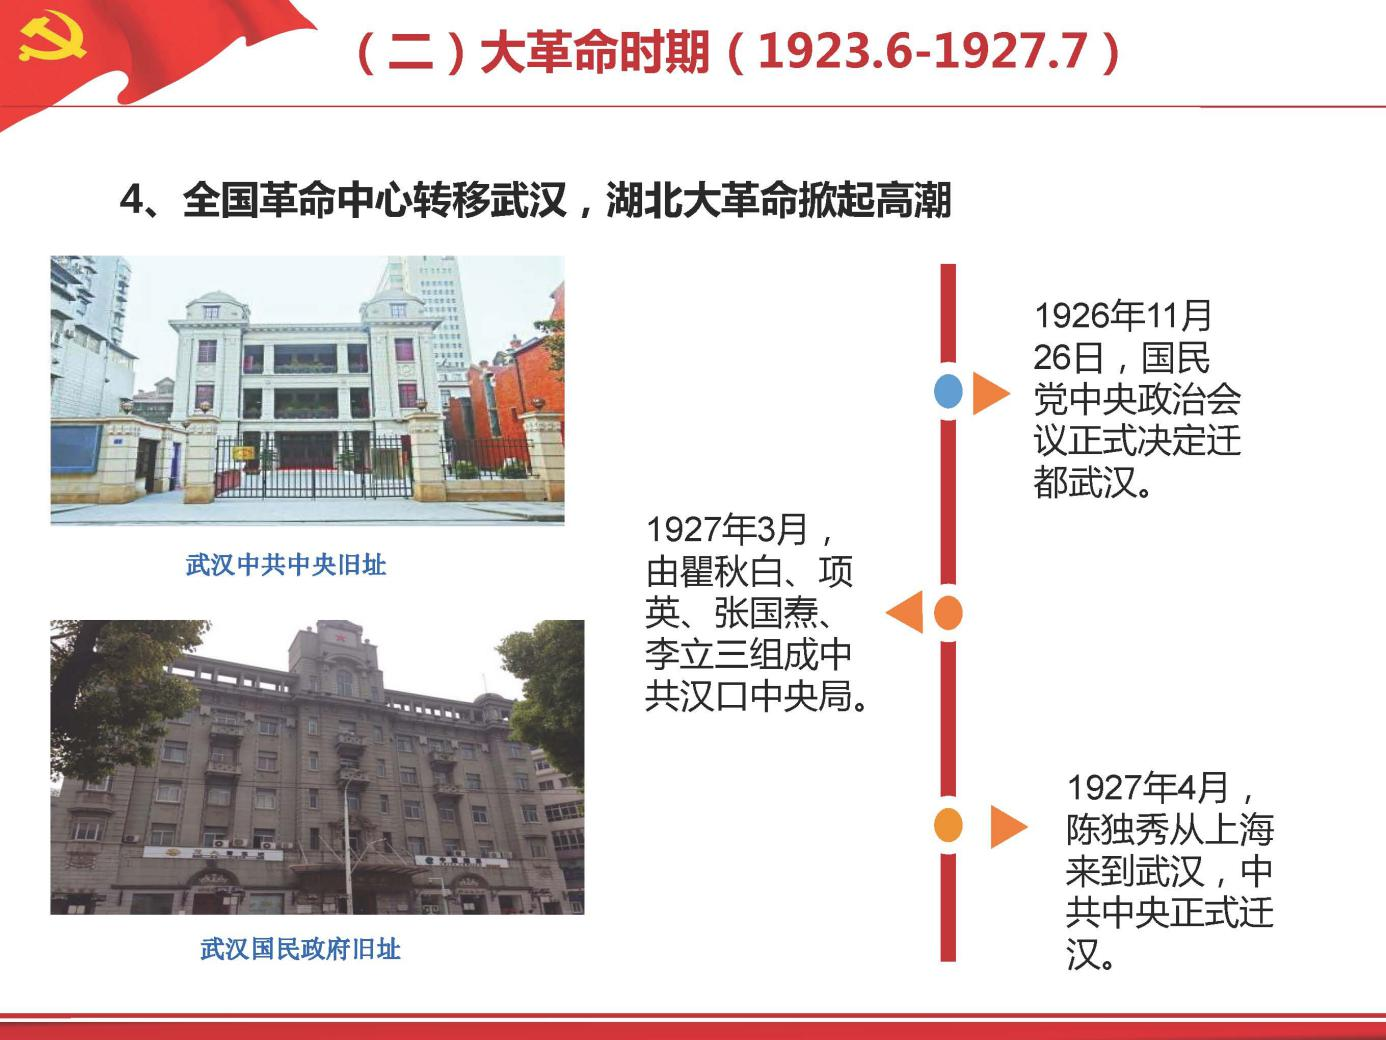 （二）大革命时期（1923.6-1927.7）
4、全国革命中心转移武汉，湖北大革命掀起高潮
武汉中共中央旧址
武汉国民政府旧址
1926年11月
26日，国民
党中央政治会
议正式决定迁
都武汉。
1927年3月，
由瞿秋白、项
英、张国焘、
李立三组成中
共汉口中央局。
1927年4月，
陈独秀从上海
来到武汉，中
共中央正式迁
汉。